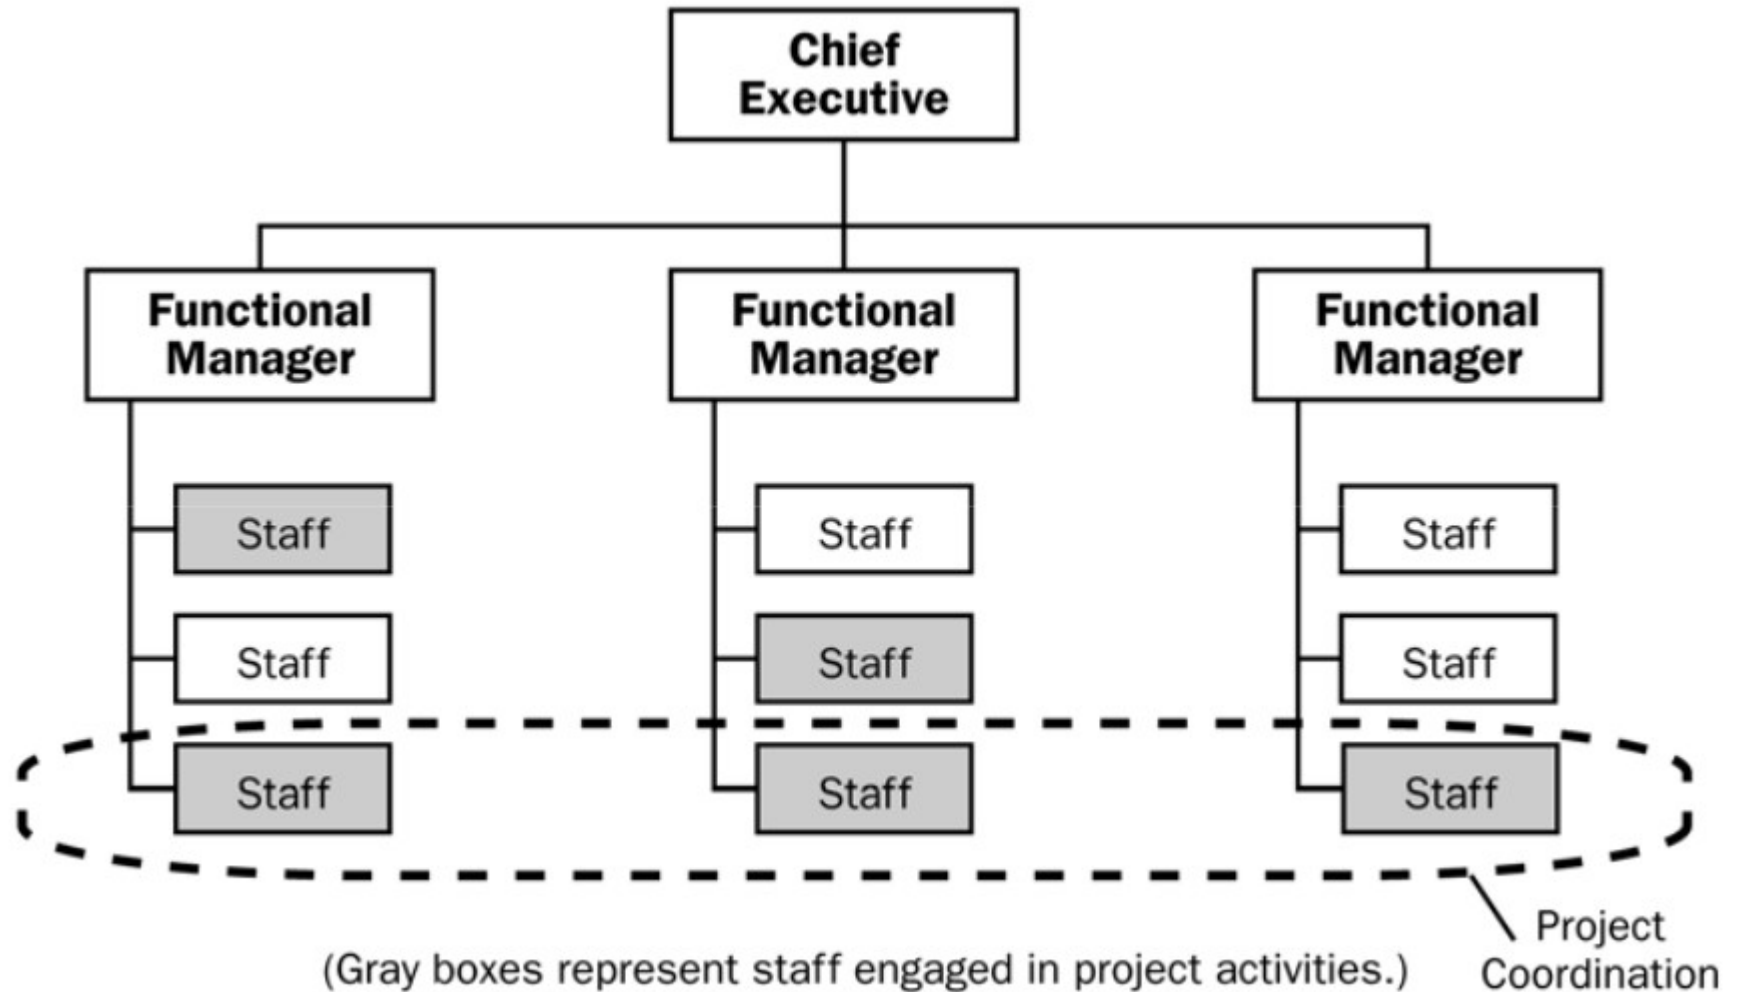 Chief
Executive
Functional
Manager
Functional
Manager
Functional
Manager
Staff
Staff
Staff
Staff
Staff
Staff
Staff
Staff
Staff
Project
Coordination
(Gray boxes represent staff engaged in project activities.)